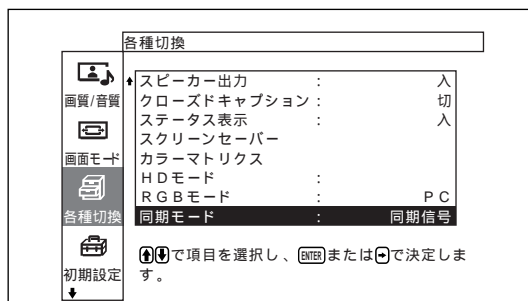 各種切換
画質/音質
画面モード
各種切換
初期設定
スピーカー出力 : 入
クローズドキャプション : 切
ステータス表示 : 入
スクリーンセーバー
カラーマトリクス
HDモード :
RGBモード : PC
同期モード : 同期信号
で項目を選択し、ENTERまたはで決定しま
す。